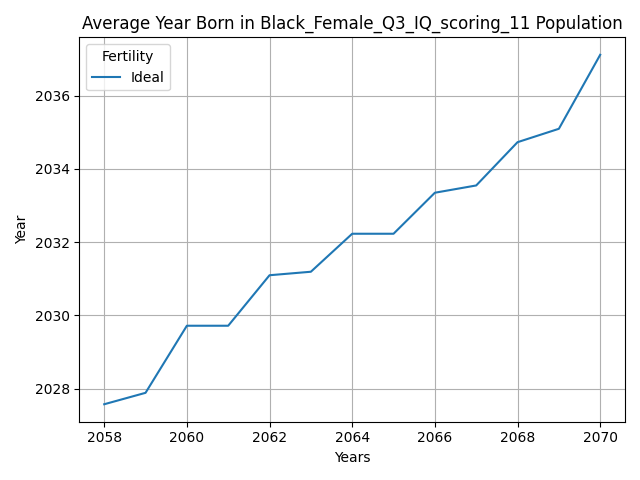 Average Year Born in Black_Female_Q3_IQ_scoring_11 Population
Fertility
Ideal
Year
2036
2034
2032
2030
2028
2058 2060 2062 2064 2066 2068 2070
Years